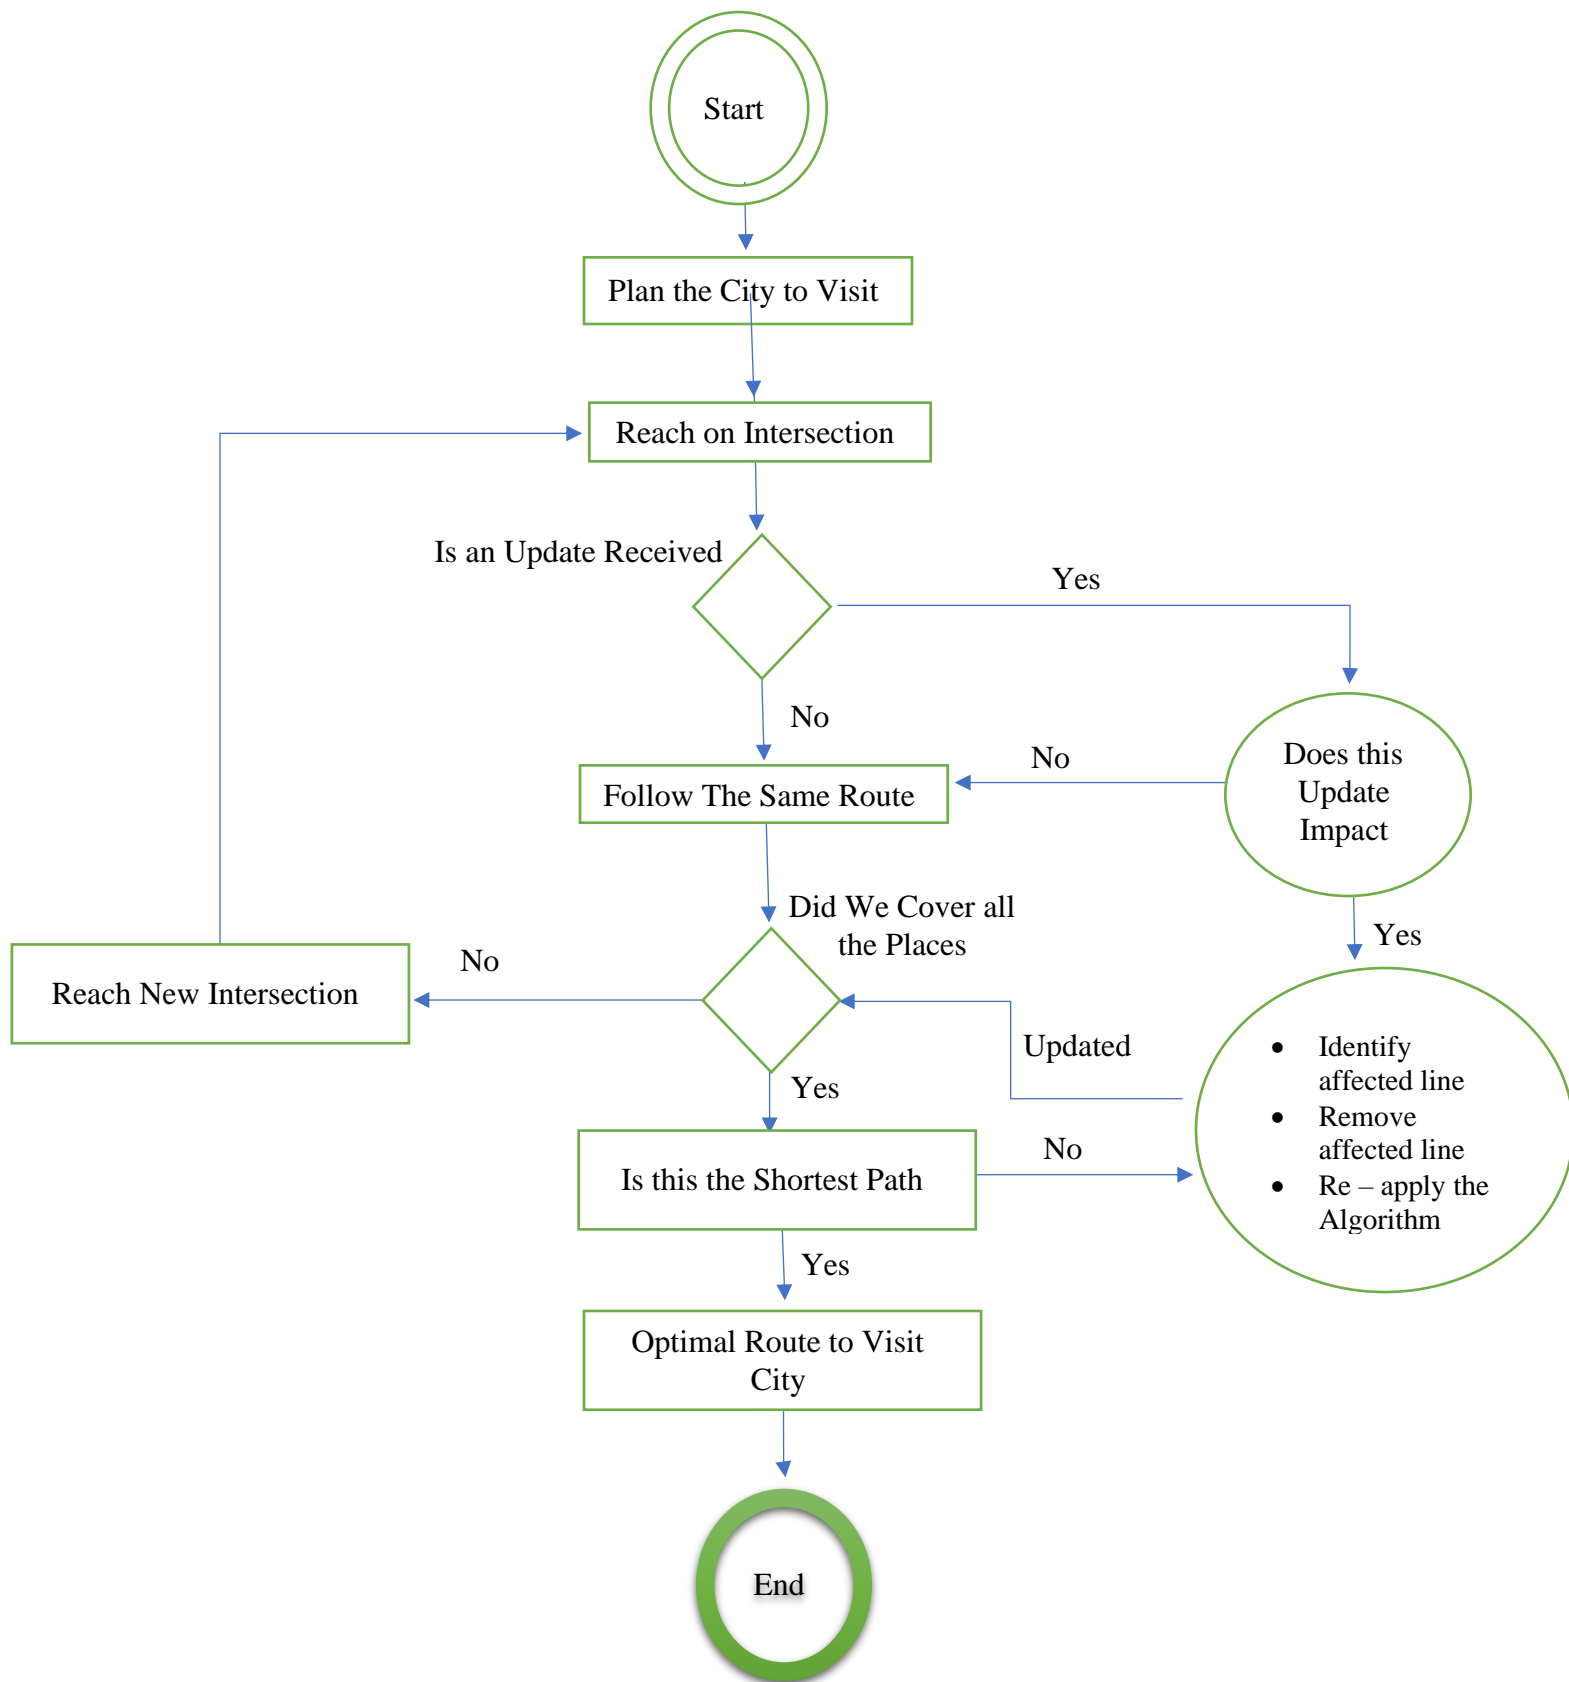 Start
Plan the City to Visit
Reach on Intersection
Is an Update Received
Yes
No
Does this
Update
Impact
No
Follow The Same Route
Did We Cover all
the Places
Yes
No
Reach New Intersection
Updated
• Identify
affected line
• Remove
affected line
• Re – apply the
Algorithm
Yes
No
Is this the Shortest Path
Yes
Optimal Route to Visit
City
End